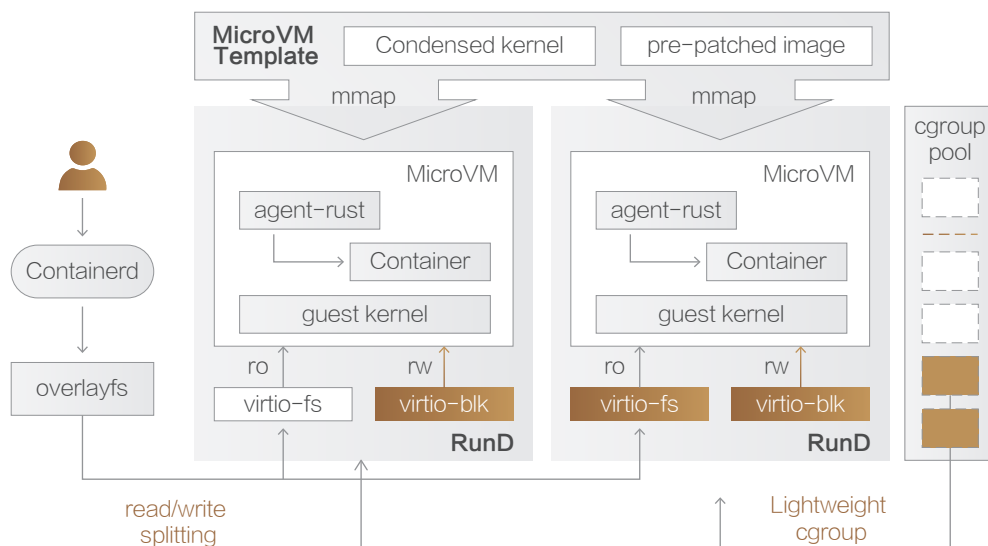 MicroVM
Template
Condensed kernel
pre-patched image
mmap
mmap
MicroVM
agent-rust
Container
guest kernel
ro
rw
virtio-fs
virtio-blk
RunD
MicroVM
agent-rust
Container
guest kernel
ro
rw
virtio-fs
virtio-blk
RunD
cgroup
pool
Containerd
overlayfs
read/write
splitting
Lightweight
cgroup